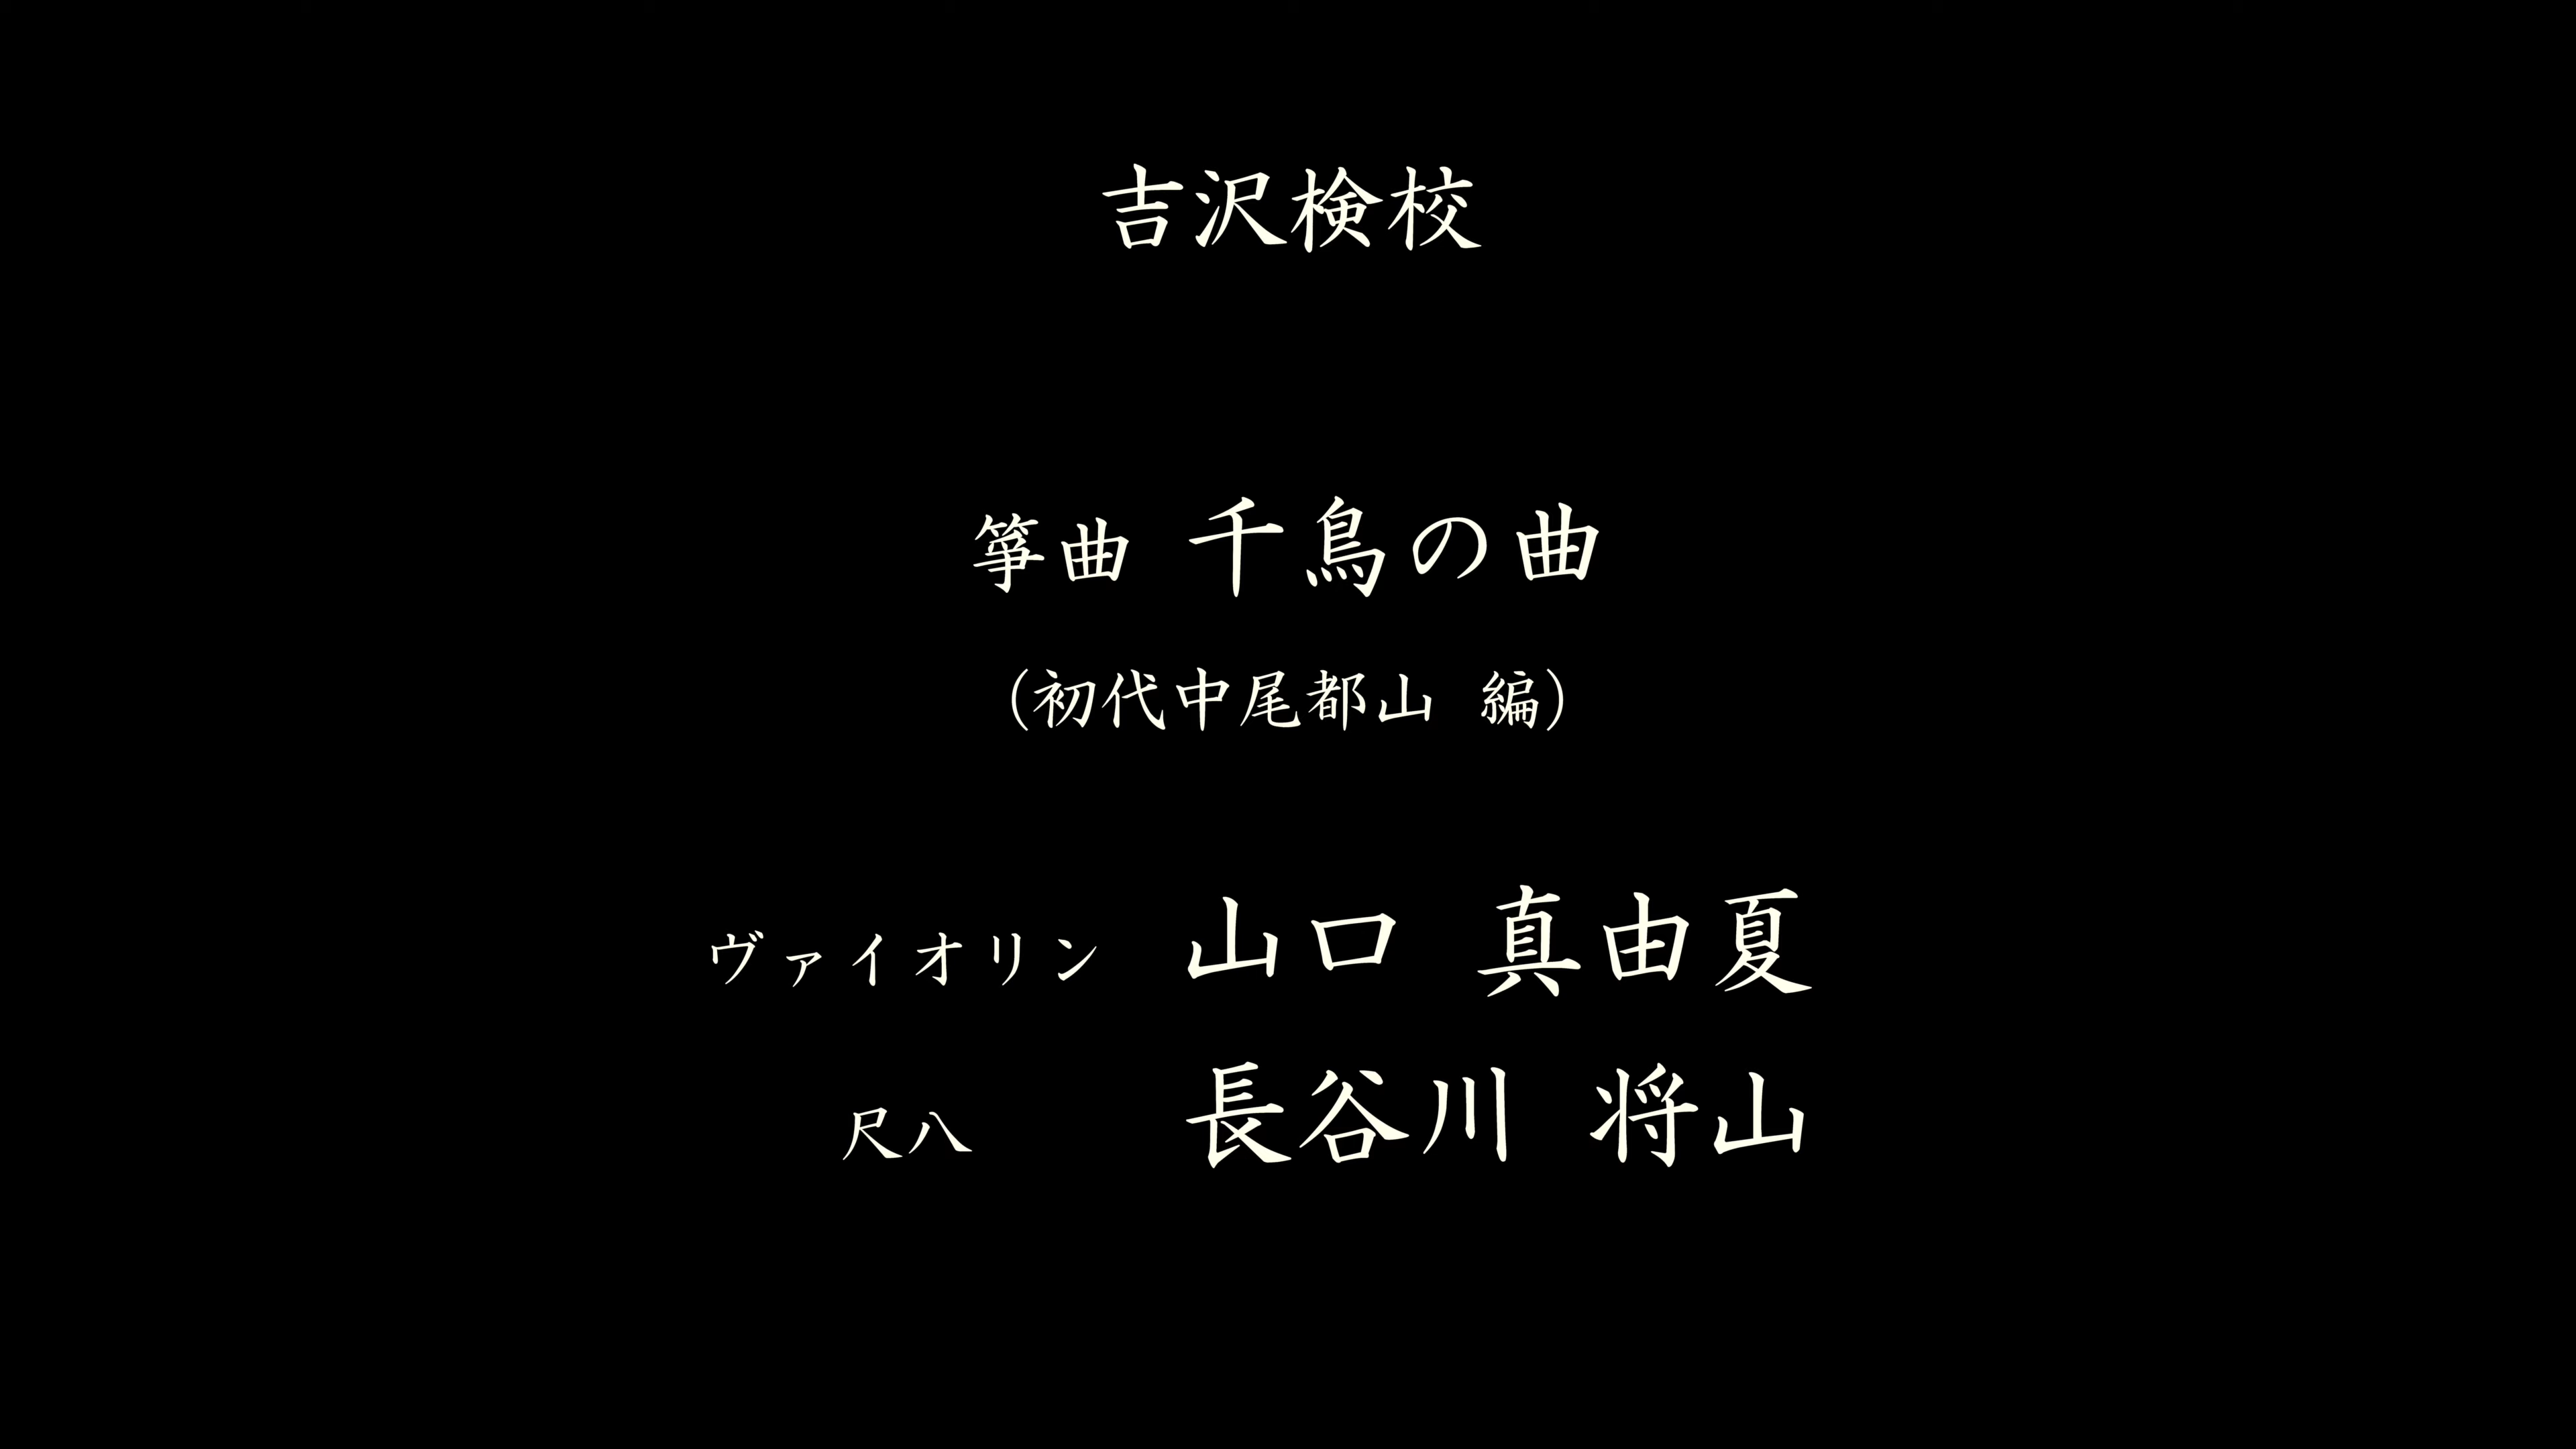 吉沢検校
箏曲 千鳥の曲
（初代中尾都山 編）
ヴァイオリン 山口 真由夏
尺八 長谷川 将山